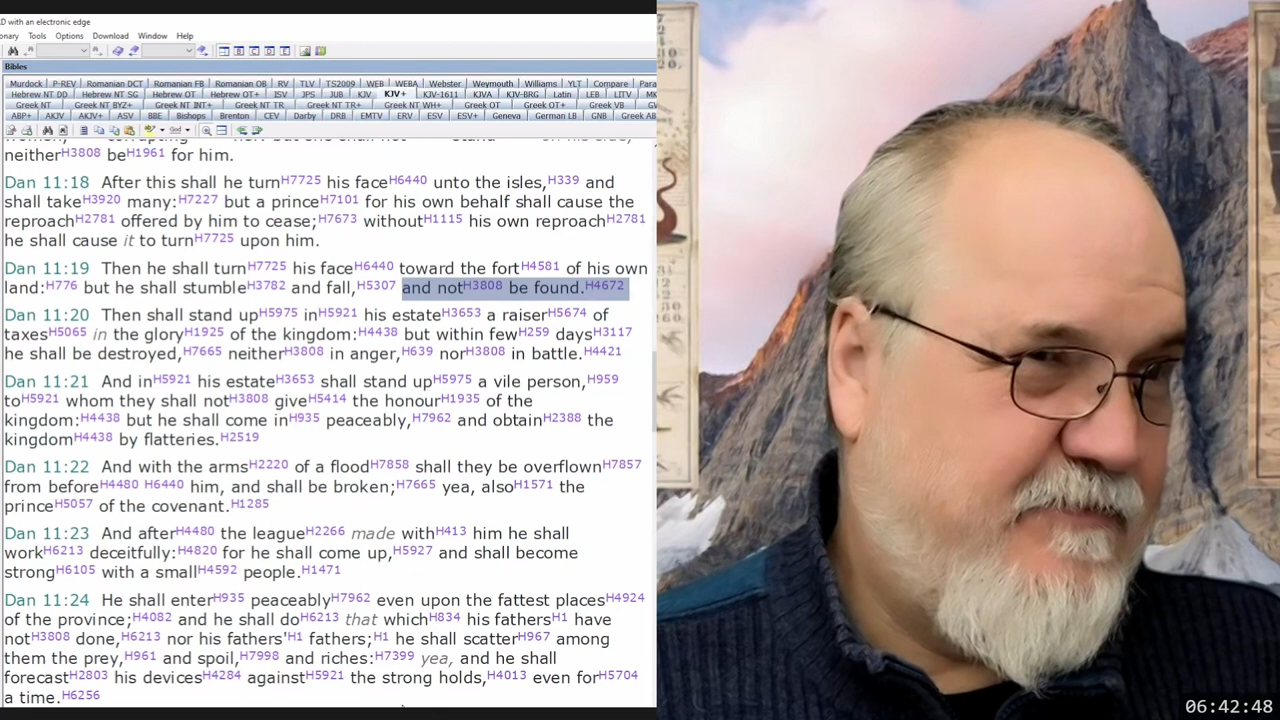 D with an electronic edge
onary Tools Options Download Window Help
Bibles
Murdock P-REV Romanian DCT Romanian FB Romanian OB RV TLV TS2009 WEB WEBA Webster Weymouth Williams YLT Compare Para
Hebrew NT DD Hebrew NT SG Hebrew OT Hebrew OT+ ISV JPS JUB KJV KJV+ KJV-1611 KJVA KJV-BRG Latin LEB LITV MK
Greek NT Greek NT BYZ+ Greek NT INT+ Greek NT TR Greek NT TR+ Greek NT WH+ Greek OT Greek OT+ Greek VB GV
ABP+ AKJV AKJV+ ASV BBE Bishops Brenton CEV Darby DRB EMTV ERV ESV ESV+ Geneva German LB GNB Greek AB
neitherH3808 beH1961 for him.
Dan 11:18 After this shall he turnH7725 his faceH6440 unto the isles,H339 and
shall takeH3920 many:H7227 but a princeH7101 for his own behalf shall cause the
reproachH2781 offered by him to cease;H7673 withoutH1115 his own reproachH2781
he shall cause it to turnH7725 upon him.
Dan 11:19 Then he shall turnH7725 his faceH6440 toward the fortH4581 of his own
land:H776 but he shall stumbleH3782 and fall,H5307 and notH3808 be found.H4672
Dan 11:20 Then shall stand upH5975 inH5921 his estateH3653 a raiserH5674 of
taxesH5065 in the gloryH1925 of the kingdom:H4438 but within fewH259 daysH3117
he shall be destroyed,H7665 neitherH3808 in anger,H639 norH3808 in battle.H4421
Dan 11:21 And inH5921 his estateH3653 shall stand upH5975 a vile person,H959
toH5921 whom they shall notH3808 giveH5414 the honourH1935 of the
kingdom:H4438 but he shall come inH935 peaceably,H7962 and obtainH2388 the
kingdomH4438 by flatteries.H2519
Dan 11:22 And with the armsH2220 of a floodH7858 shall they be overflownH7857
from beforeH4480 H6440 him, and shall be broken;H7665 yea, alsoH1571 the
princeH5057 of the covenant.H1285
Dan 11:23 And afterH4480 the leagueH2266 made withH413 him he shall
workH6213 deceitfully:H4820 for he shall come up,H5927 and shall become
strongH6105 with a smallH4592 people.H1471
Dan 11:24 He shall enterH935 peaceablyH7962 even upon the fattest placesH4924
of the province;H4082 and he shall doH6213 that whichH834 his fathersH1 have
notH3808 done,H6213 nor his fathers'H1 fathers;H1 he shall scatterH967 among
them the prey,H961 and spoil,H7998 and riches:H7399 yea, and he shall
forecastH2803 his devicesH4284 againstH5921 the strong holds,H4013 even forH5704
a time.H6256
06:42:48